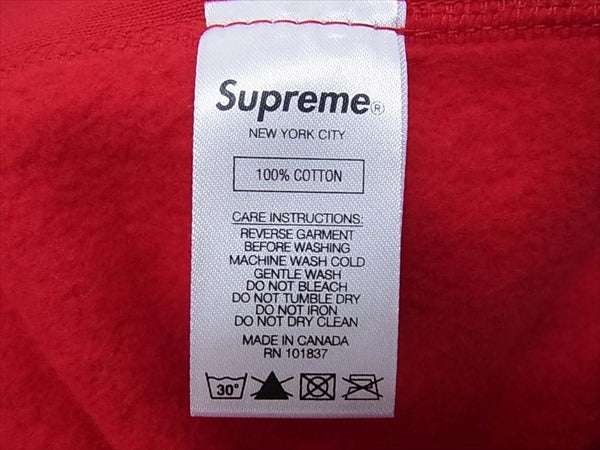 Supreme®
NEW YORK CITY
100% COTTON
CARE INSTRUCTIONS:
REVERSE GARMENT
BEFORE WASHING
MACHINE WASH COLD
GENTLE WASH
DO NOT BLEACH
DO NOT TUMBLE DRY
DO NOT IRON
DO NOT DRY CLEAN
MADE IN CANADA
RN 101837
30°